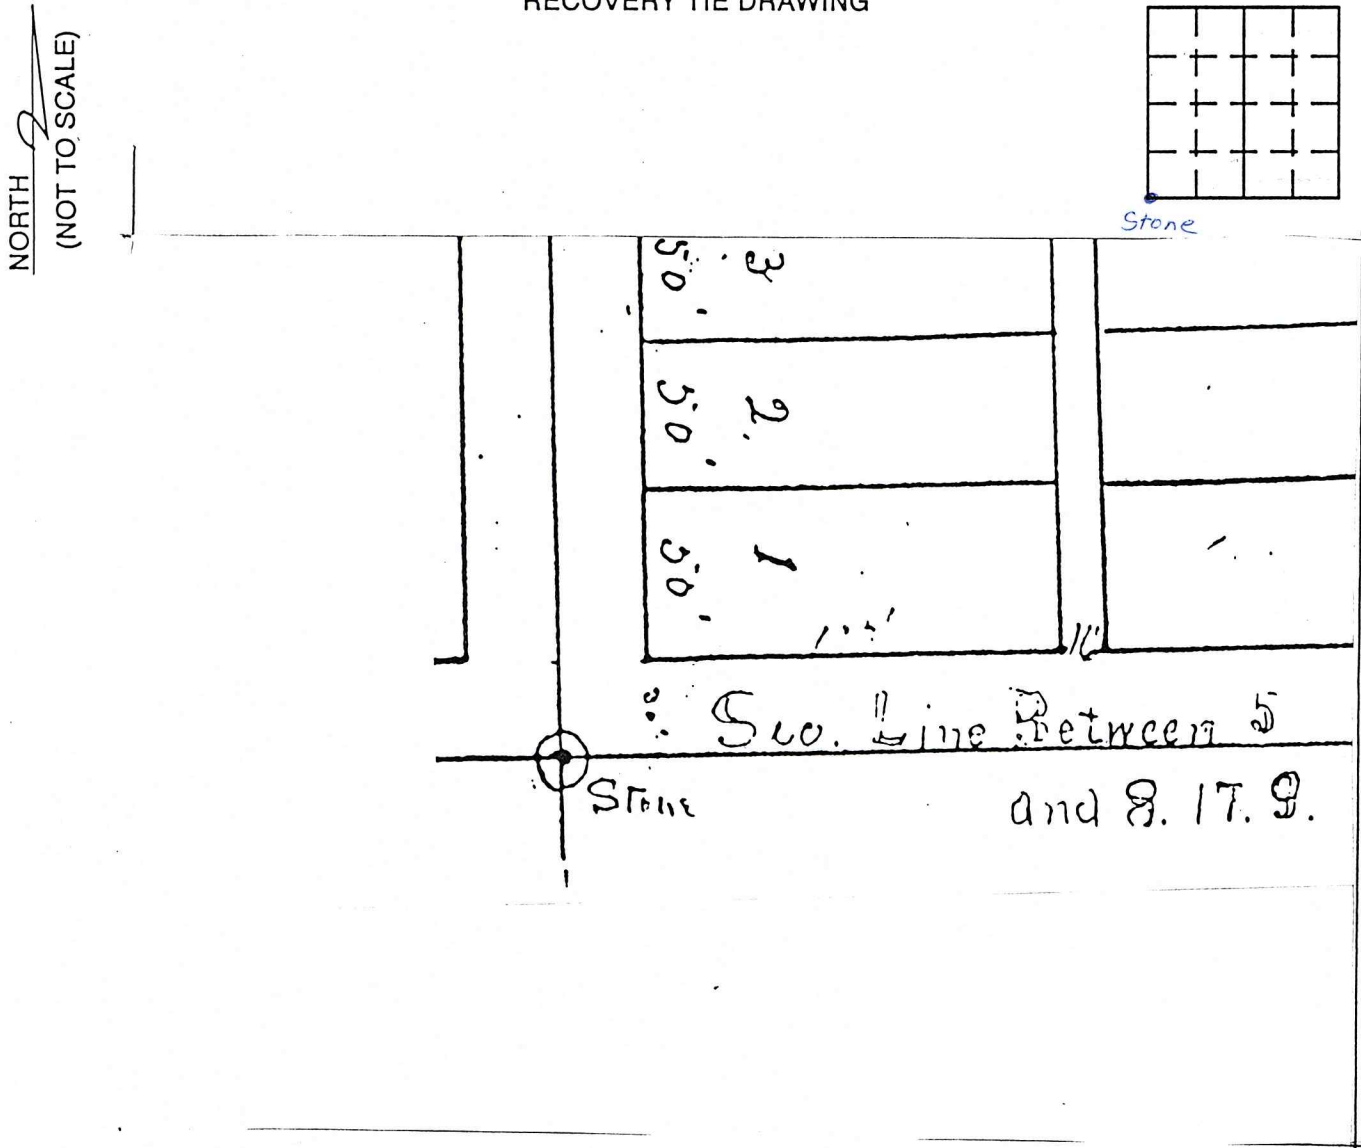 RECOVERY TIE DRAWING
NORTH
(NOT TO SCALE)
Stone
3
50'
2
50'
1
50'
16'
Sec. Line Between 5
and 8. 17. 9.
Stone